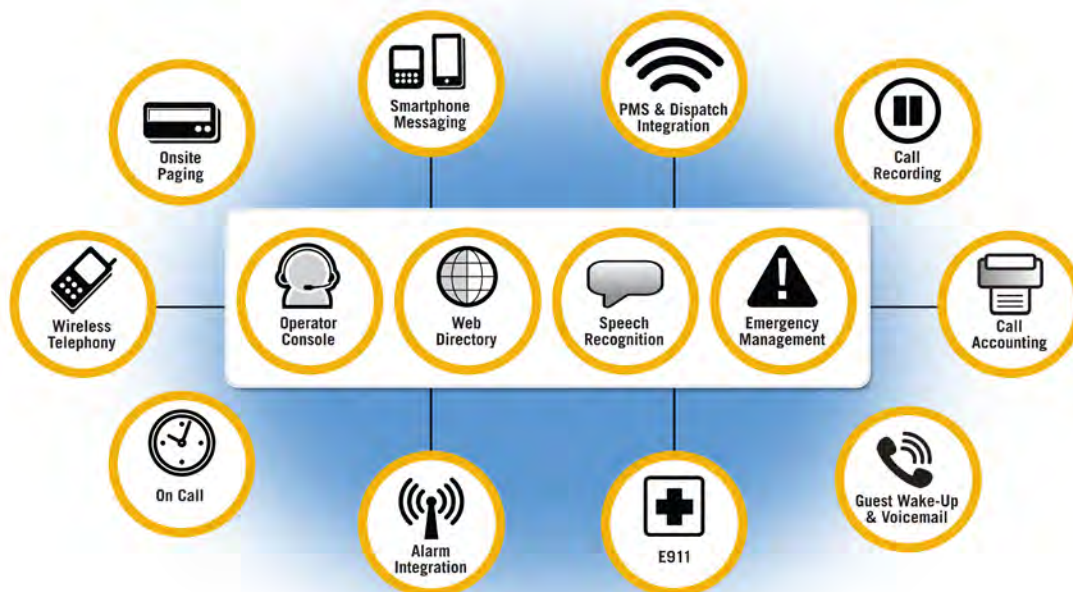 Smartphone
Messaging
PMS & Dispatch
Integration
Onsite
Paging
Call
Recording
Wireless
Telephony
Operator
Console
Web
Directory
Speech
Recognition
Emergency
Management
Call
Accounting
On Call
Alarm
Integration
E911
Guest Wake-Up
& Voicemail